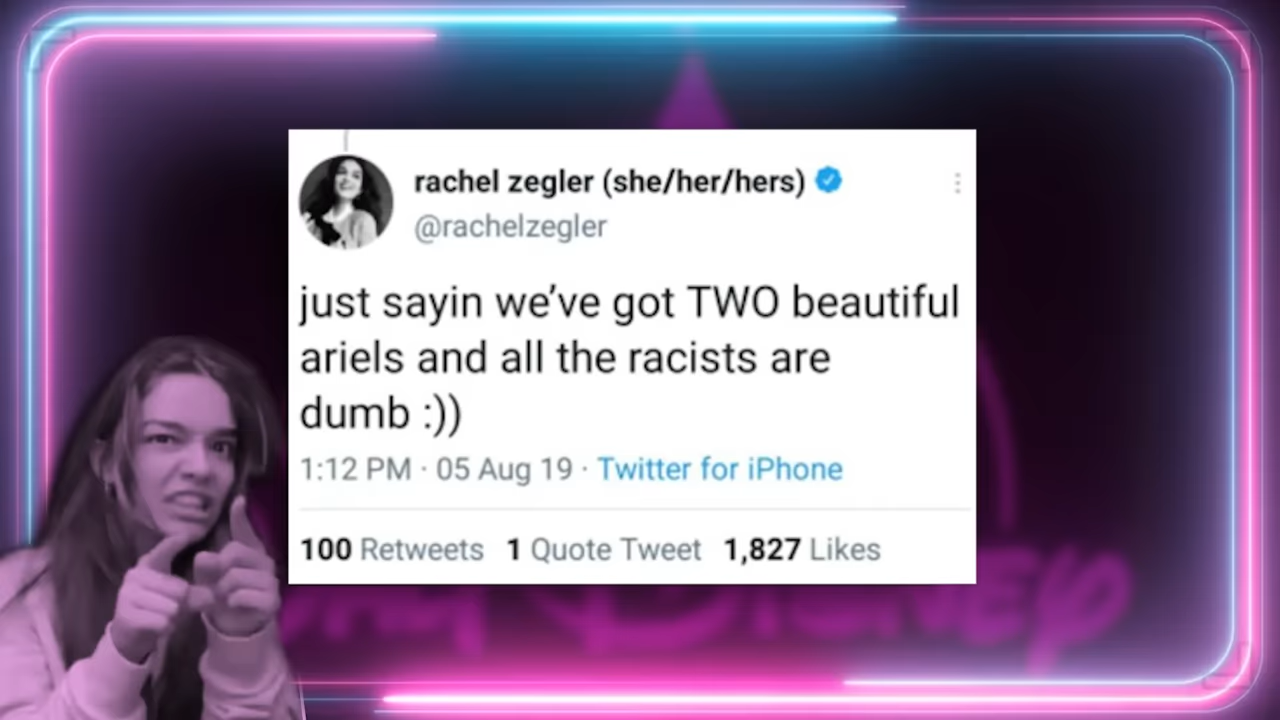 rachel zegler (she/her/hers)
@rachelzegler
just sayin we’ve got TWO beautiful
ariels and all the racists are
dumb :))
1:12 PM · 05 Aug 19 · Twitter for iPhone
100 Retweets 1 Quote Tweet 1,827 Likes
DISNEY